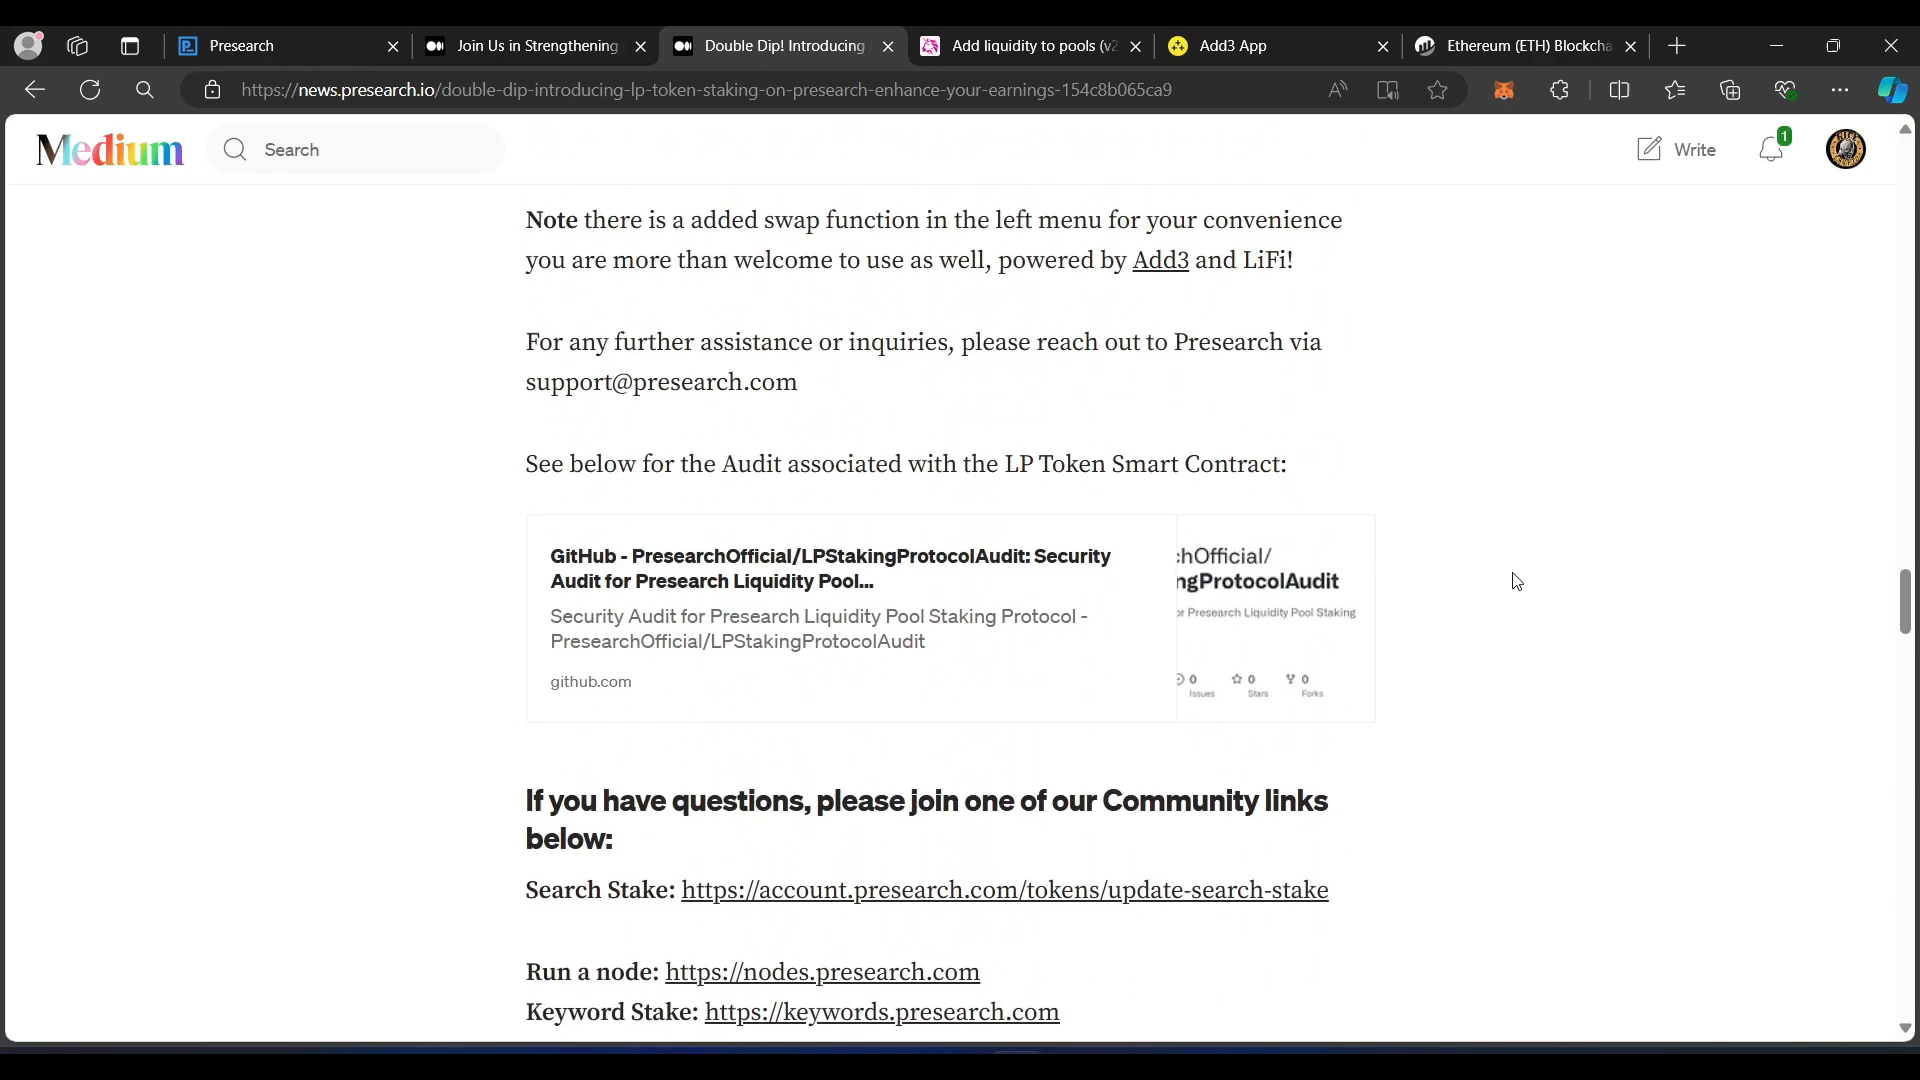 Presearch
Join Us in Strengthening
Double Dip! Introducing
Add liquidity to pools (v2
Add3 App
Ethereum (ETH) Blockcha
https://news.presearch.io/double-dip-introducing-lp-token-staking-on-presearch-enhance-your-earnings-154c8b065ca9
Medium
Search
Write
1
Note there is a added swap function in the left menu for your convenience
you are more than welcome to use as well, powered by Add3 and LiFi!
For any further assistance or inquiries, please reach out to Presearch via
support@presearch.com
See below for the Audit associated with the LP Token Smart Contract:
GitHub - PresearchOfficial/LPStakingProtocolAudit: Security
Audit for Presearch Liquidity Pool...
Security Audit for Presearch Liquidity Pool Staking Protocol -
PresearchOfficial/LPStakingProtocolAudit
github.com
chOfficial/
ngProtocolAudit
or Presearch Liquidity Pool Staking
0 0 0
Issues Stars Forks
If you have questions, please join one of our Community links
below:
Search Stake: https://account.presearch.com/tokens/update-search-stake
Run a node: https://nodes.presearch.com
Keyword Stake: https://keywords.presearch.com